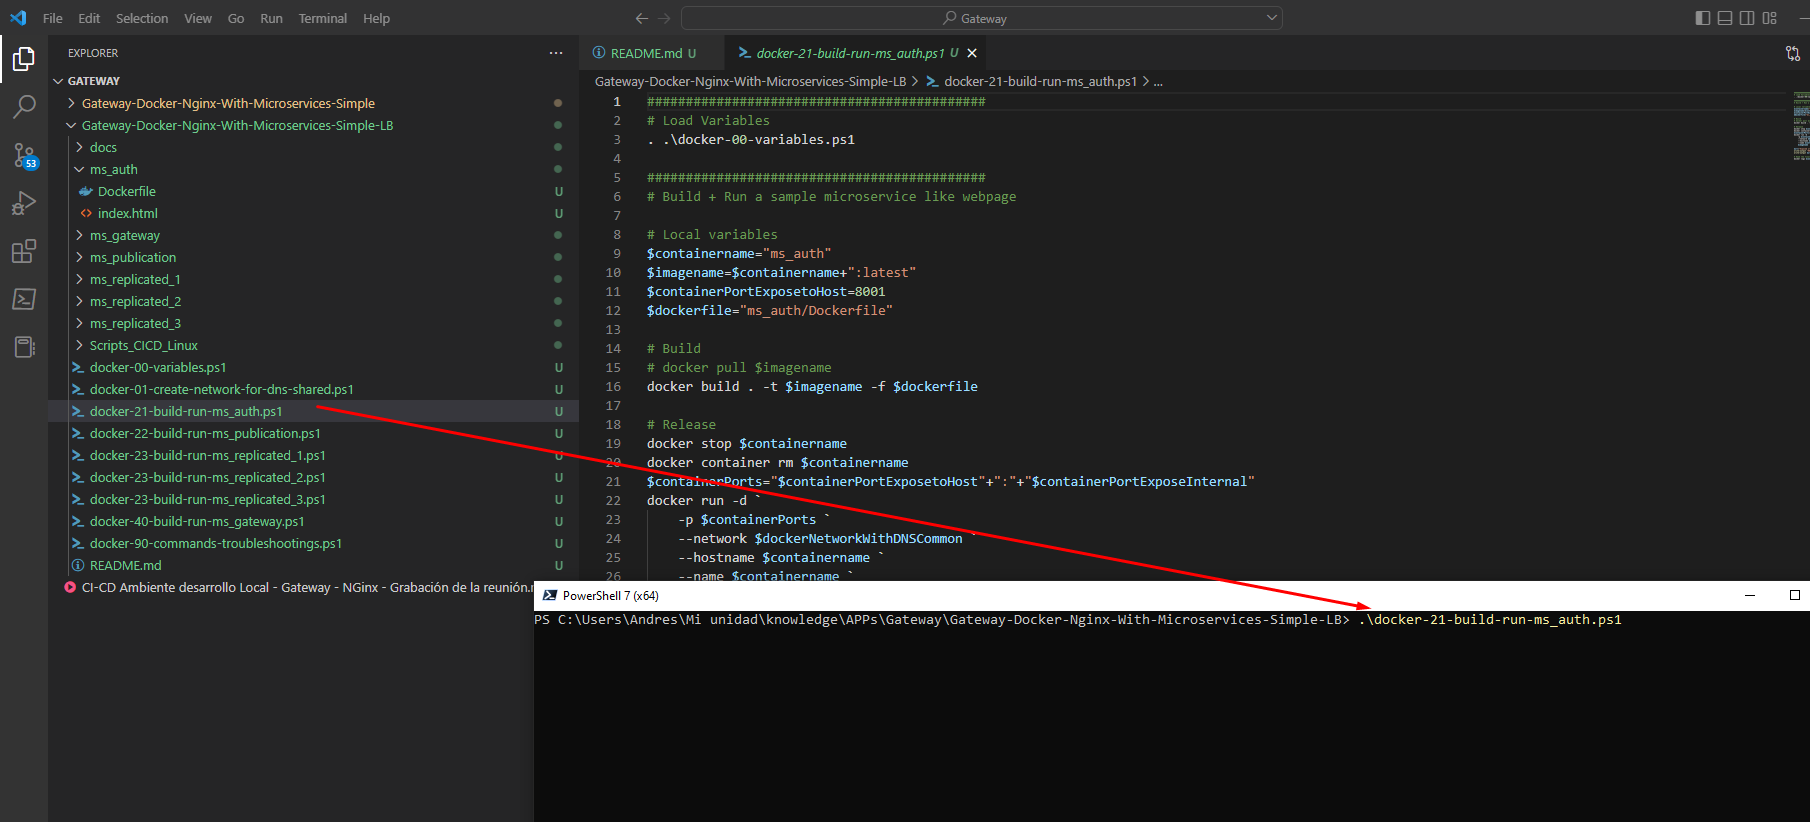 File Edit Selection View Go Run Terminal Help
Gateway
EXPLORER
GATEWAY
Gateway-Docker-Nginx-With-Microservices-Simple
Gateway-Docker-Nginx-With-Microservices-Simple-LB
docs
ms_auth
Dockerfile U
index.html U
ms_gateway
ms_publication
ms_replicated_1
ms_replicated_2
ms_replicated_3
Scripts_CICD_Linux
docker-00-variables.ps1 U
docker-01-create-network-for-dns-shared.ps1 U
docker-21-build-run-ms_auth.ps1 U
docker-22-build-run-ms_publication.ps1 U
docker-23-build-run-ms_replicated_1.ps1 U
docker-23-build-run-ms_replicated_2.ps1 U
docker-23-build-run-ms_replicated_3.ps1 U
docker-40-build-run-ms_gateway.ps1 U
docker-90-commands-troubleshootings.ps1 U
README.md U
CI-CD Ambiente desarrollo Local - Gateway - NGinx - Grabación de la reunión.
53
README.md U
docker-21-build-run-ms_auth.ps1 U
Gateway-Docker-Nginx-With-Microservices-Simple-LB > docker-21-build-run-ms_auth.ps1 > ...
1 ############################################
2 # Load Variables
3 . .\docker-00-variables.ps1
4
5 ############################################
6 # Build + Run a sample microservice like webpage
7
8 # Local variables
9 $containername="ms_auth"
10 $imagename=$containername+":latest"
11 $containerPortExposetoHost=8001
12 $dockerfile="ms_auth/Dockerfile"
13
14 # Build
15 # docker pull $imagename
16 docker build . -t $imagename -f $dockerfile
17
18 # Release
19 docker stop $containername
20 docker container rm $containername
21 $containerPorts="$containerPortExposetoHost"+":"+"$containerPortExposeInternal"
22 docker run -d `
23 -p $containerPorts `
24 --network $dockerNetworkWithDNSCommon `
25 --hostname $containername `
26 --name $containername `
PowerShell 7 (x64)
PS C:\Users\Andres\Mi unidad\knowledge\APPs\Gateway\Gateway-Docker-Nginx-With-Microservices-Simple-LB> .\docker-21-build-run-ms_auth.ps1